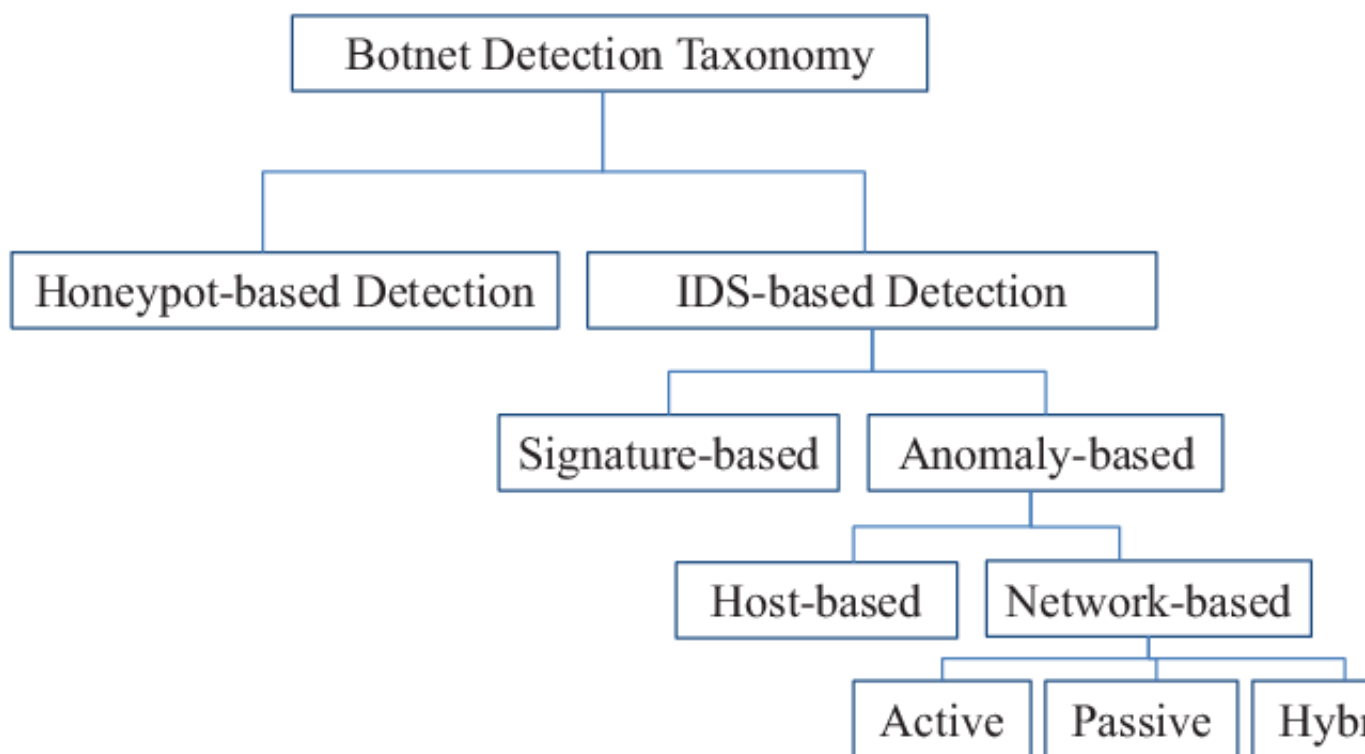 Botnet Detection Taxonomy
Honeypot-based Detection
IDS-based Detection
Signature-based
Anomaly-based
Host-based
Network-based
Active
Passive